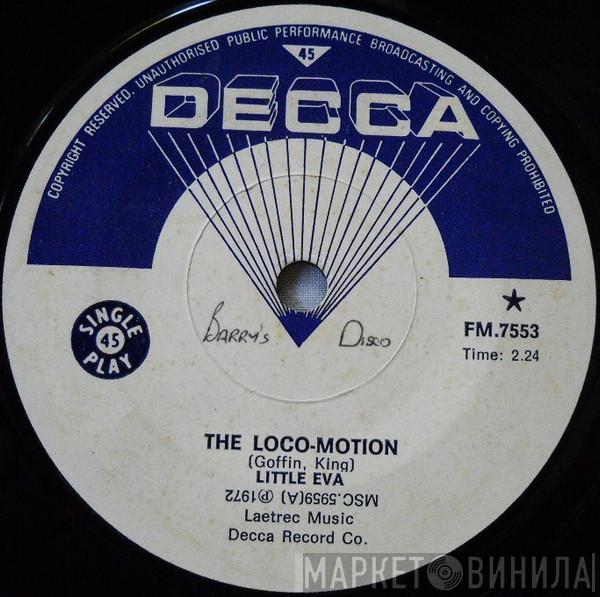 COPYRIGHT RESERVED. UNAUTHORISED PUBLIC PERFORMANCE BROADCASTING AND COPYING PROHIBITED
45
DECCA
SINGLE
45
PLAY
★
FM.7553
Time: 2.24
Barry's Disco
THE LOCO-MOTION
(Goffin, King)
LITTLE EVA
MSC.5959(A) ℗1972
Laetrec Music
Decca Record Co.
МАРКЕТ ВИНИЛА